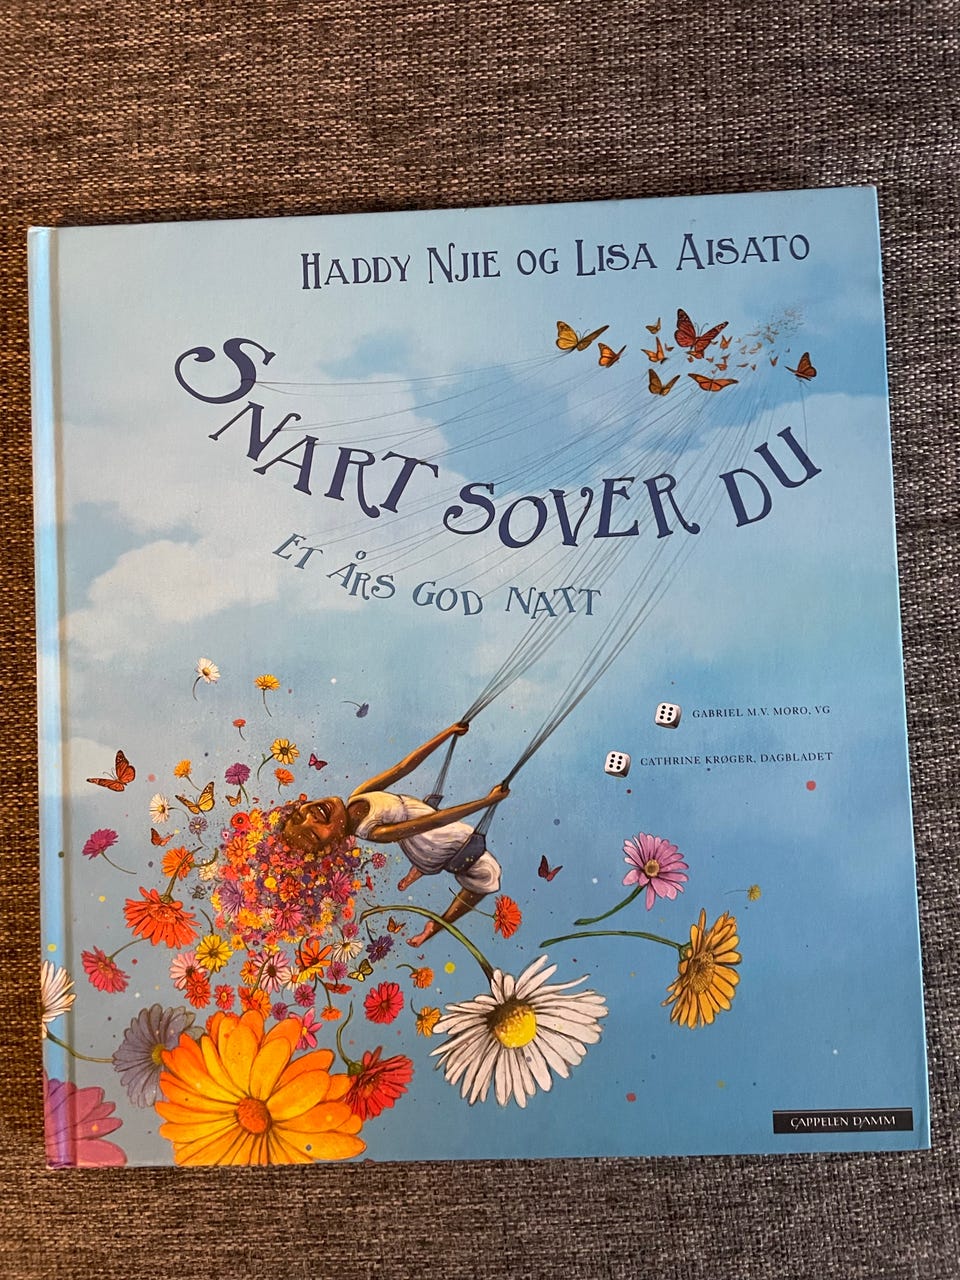 HADDY NJIE OG LISA AISATO
SNART SOVER DU
ET ÅRS GOD NATT
GABRIEL M.V. MORO, VG
CATHRINE KRØGER, DAGBLADET
CAPPELEN DAMM